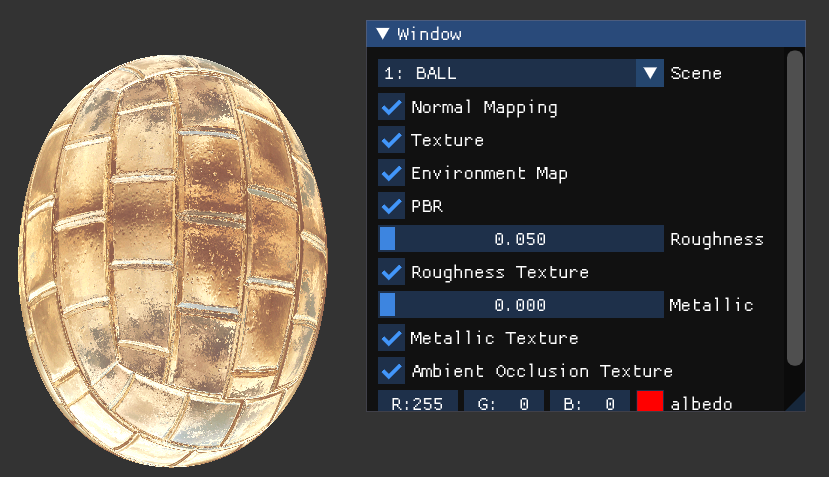 Window
1: BALL Scene
Normal Mapping
Texture
Environment Map
PBR
0.050 Roughness
Roughness Texture
0.000 Metallic
Metallic Texture
Ambient Occlusion Texture
R:255 G: 0 B: 0 albedo